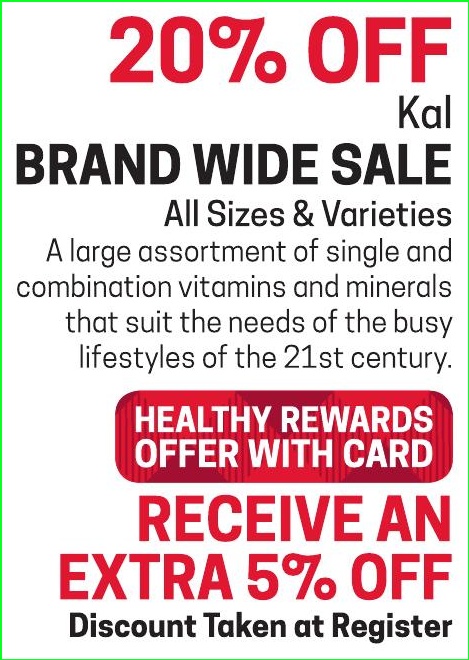 20% OFF
Kal
BRAND WIDE SALE
All Sizes & Varieties
A large assortment of single and
combination vitamins and minerals
that suit the needs of the busy
lifestyles of the 21st century.
HEALTHY REWARDS
OFFER WITH CARD
RECEIVE AN
EXTRA 5% OFF
Discount Taken at Register